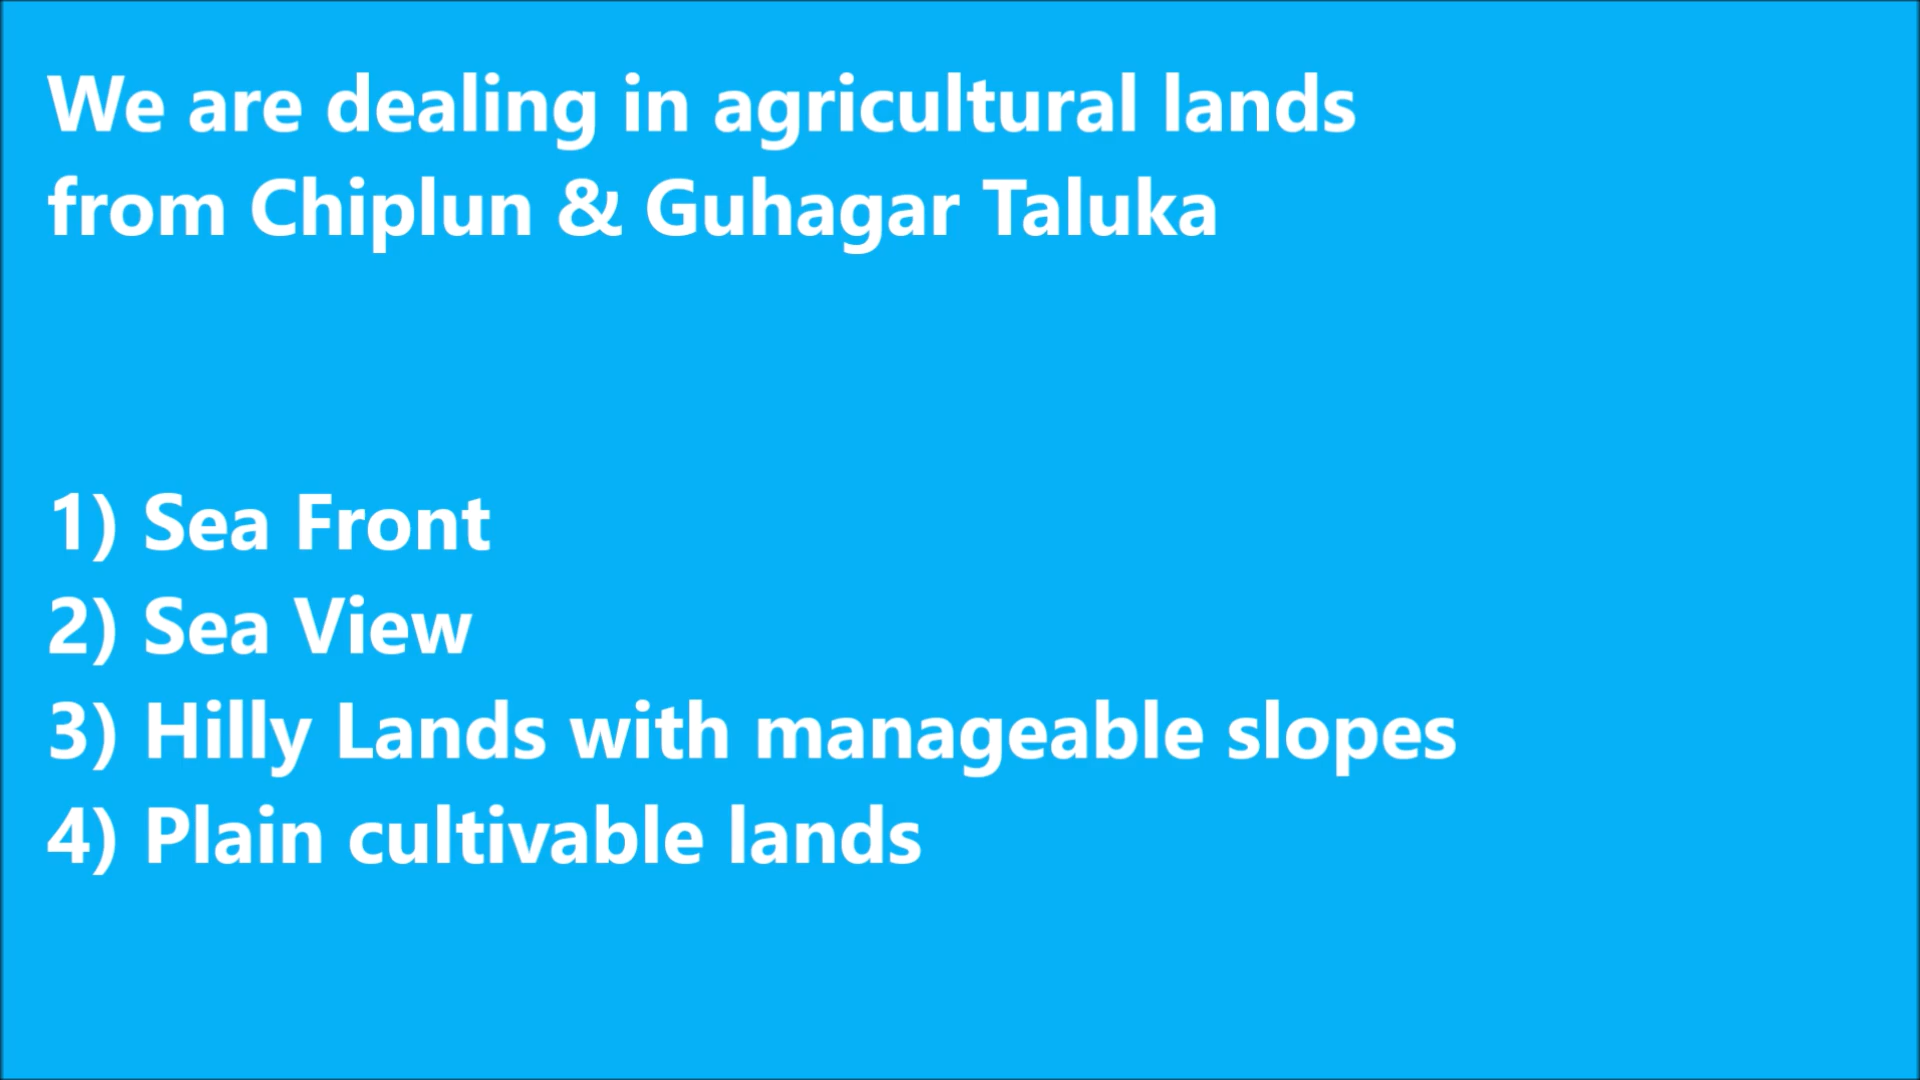 We are dealing in agricultural lands
from Chiplun & Guhagar Taluka
1) Sea Front
2) Sea View
3) Hilly Lands with manageable slopes
4) Plain cultivable lands